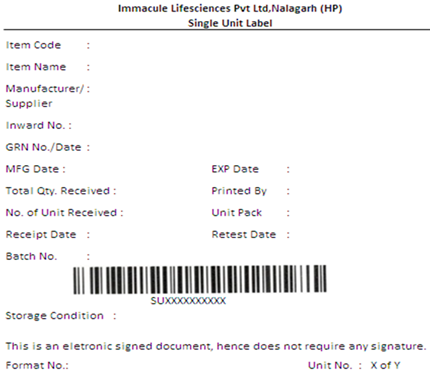 Immacule Lifesciences Pvt Ltd,Nalagarh (HP)
Single Unit Label
Item Code :
Item Name :
Manufacturer/ :
Supplier
Inward No. :
GRN No./Date :
MFG Date : EXP Date :
Total Qty. Received : Printed By :
No. of Unit Received : Unit Pack :
Receipt Date : Retest Date :
Batch No. :
SUXXXXXXXXXX
Storage Condition :
This is an eletronic signed document, hence does not require any signature.
Format No.: Unit No. : X of Y